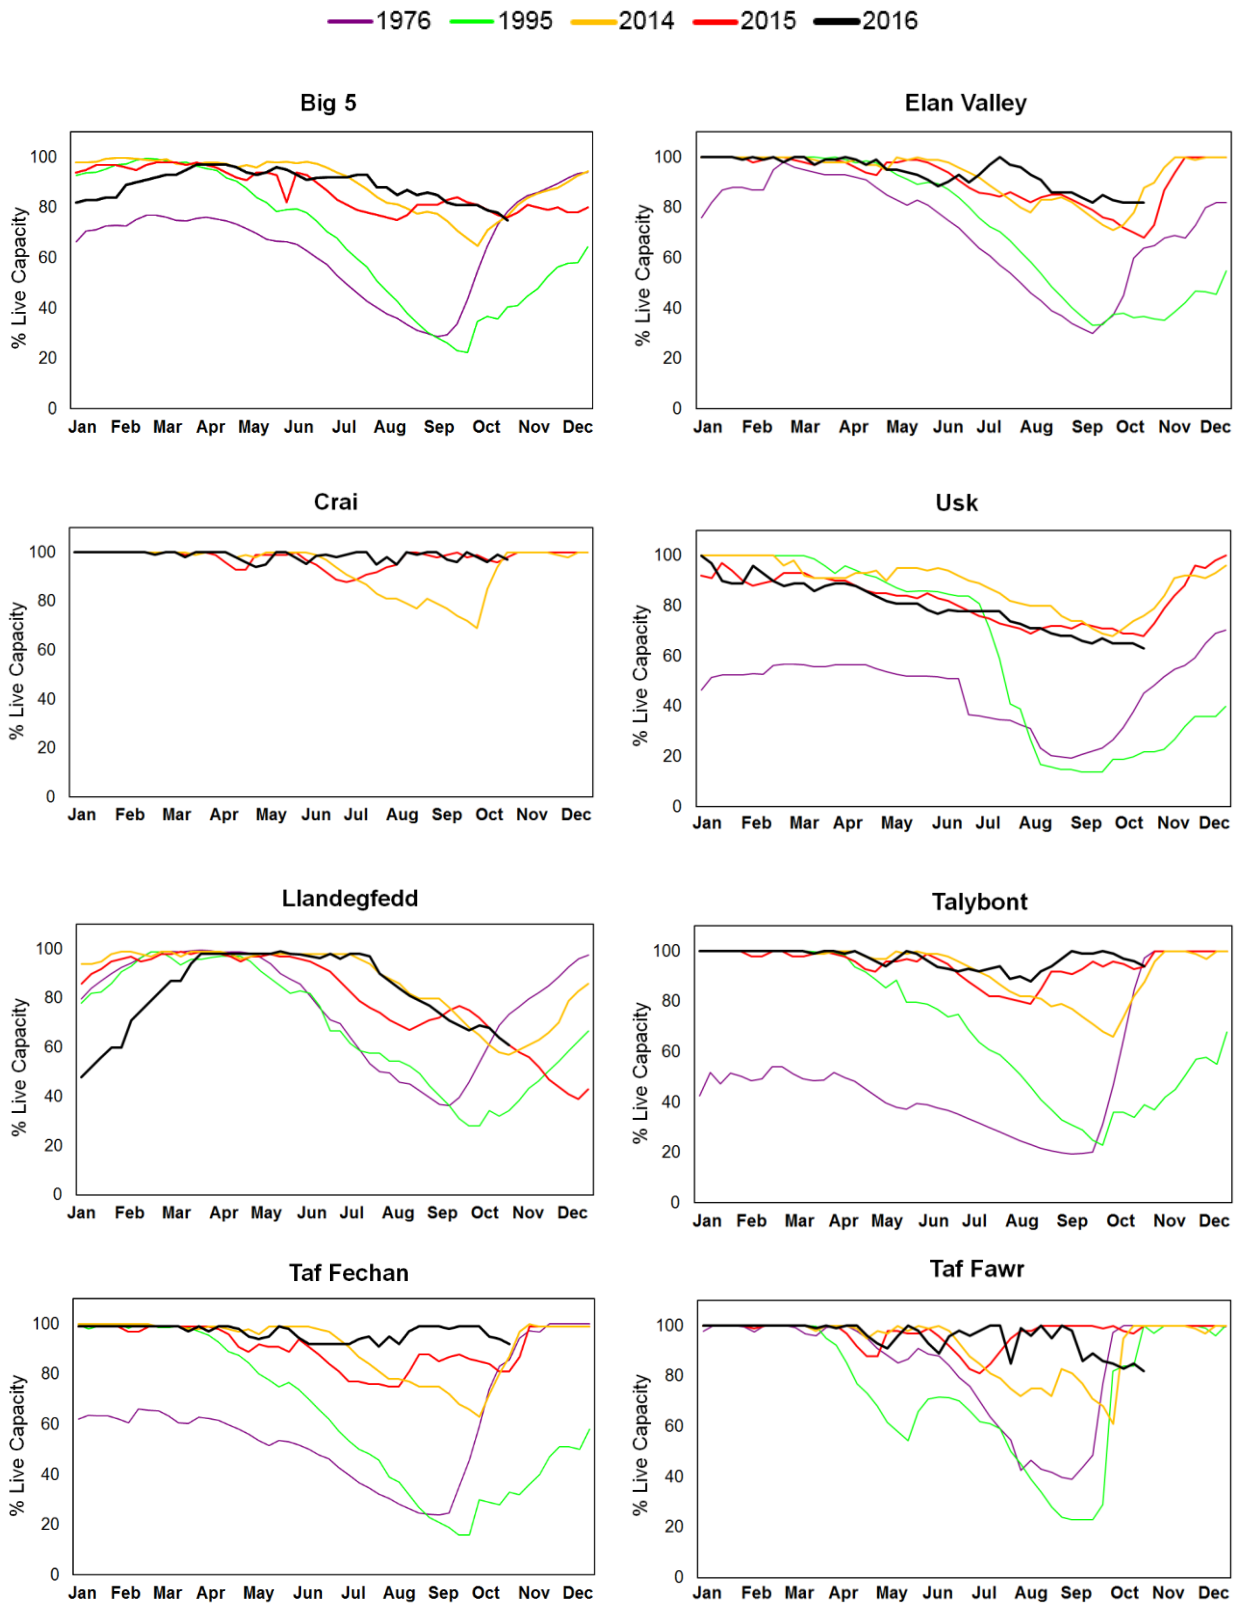 1976 1995 2014 2015 2016
Big 5
% Live Capacity
100
80
60
40
20
0
Jan Feb Mar Apr May Jun Jul Aug Sep Oct Nov Dec
Elan Valley
% Live Capacity
100
80
60
40
20
0
Jan Feb Mar Apr May Jun Jul Aug Sep Oct Nov Dec
Crai
% Live Capacity
100
80
60
40
20
0
Jan Feb Mar Apr May Jun Jul Aug Sep Oct Nov Dec
Usk
% Live Capacity
100
80
60
40
20
0
Jan Feb Mar Apr May Jun Jul Aug Sep Oct Nov Dec
Llandegfedd
% Live Capacity
100
80
60
40
20
0
Jan Feb Mar Apr May Jun Jul Aug Sep Oct Nov Dec
Talybont
% Live Capacity
100
80
60
40
20
0
Jan Feb Mar Apr May Jun Jul Aug Sep Oct Nov Dec
Taf Fechan
% Live Capacity
100
80
60
40
20
0
Jan Feb Mar Apr May Jun Jul Aug Sep Oct Nov Dec
Taf Fawr
% Live Capacity
100
80
60
40
20
0
Jan Feb Mar Apr May Jun Jul Aug Sep Oct Nov Dec